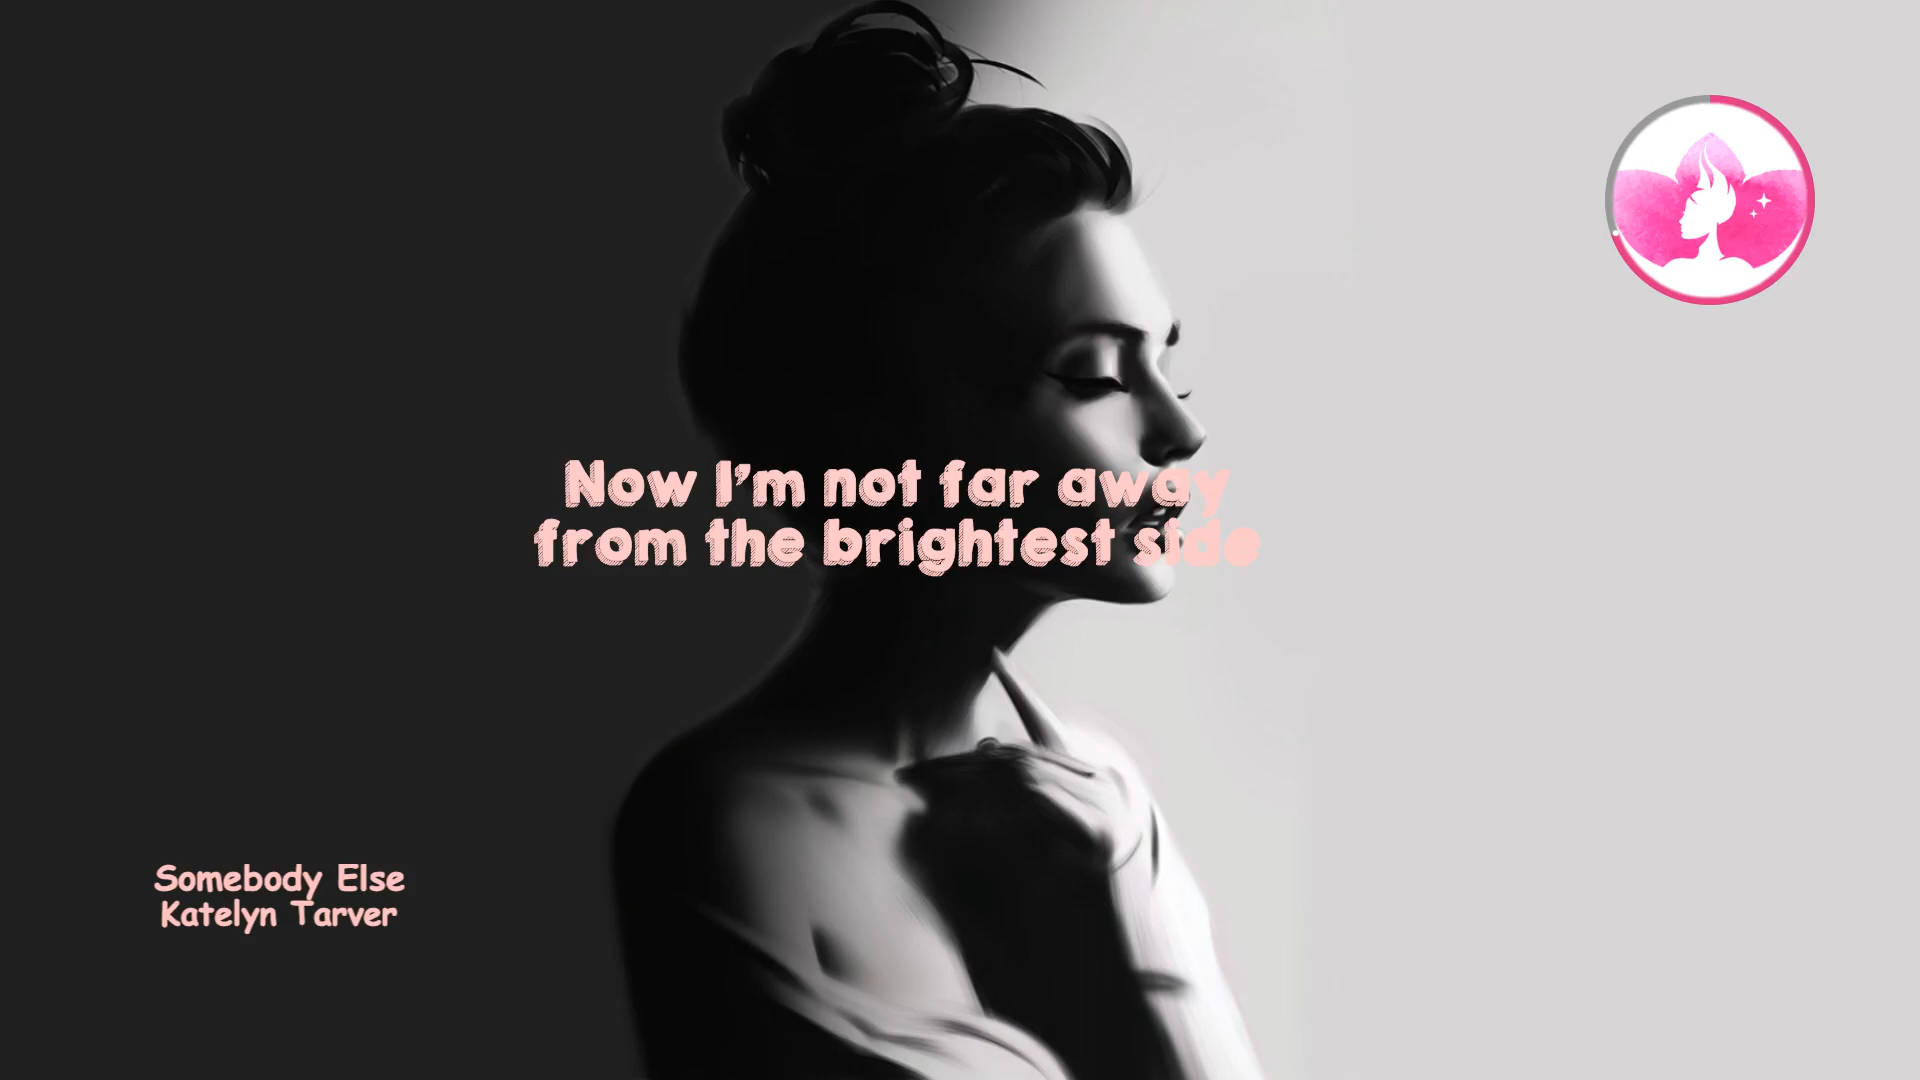 Now I'm not far away
from the brightest side
Somebody Else
Katelyn Tarver